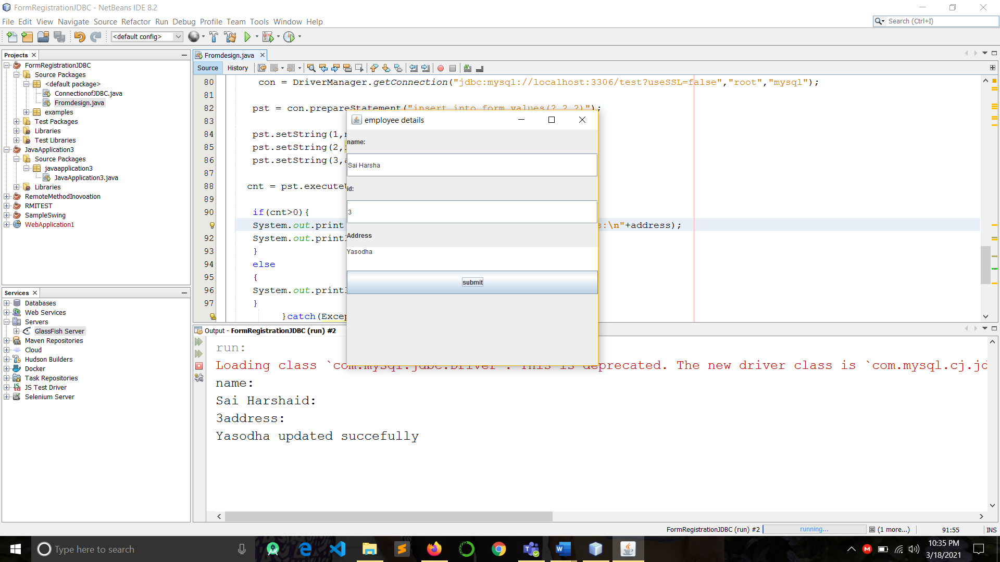 FormRegistrationJDBC - NetBeans IDE 8.2
File Edit View Navigate Source Refactor Run Debug Profile Team Tools Window Help
Search (Ctrl+I)
<default config>
Projects
FormRegistrationJDBC
Source Packages
<default package>
ConnectionofJDBC.java
Fromdesign.java
examples
Test Packages
Libraries
Test Libraries
JavaApplication3
Source Packages
javaapplication3
JavaApplication3.java
Libraries
RemoteMethodInovoation
RMITEST
SampleSwing
WebApplication1
Services
Databases
Web Services
Servers
GlassFish Server
Maven Repositories
Cloud
Hudson Builders
Docker
Task Repositories
JS Test Driver
Selenium Server
Fromdesign.java
Source History
80 con = DriverManager.getConnection("jdbc:mysql://localhost:3306/test?useSSL=false","root","mysql");
81
82 pst = con.prepareStatement("insert into form values(?,?,?)");
83
84 pst.setString(1,
85 pst.setString(2,
86 pst.setString(3,
87
88 cnt = pst.execute
89
90 if(cnt>0){
System.out.print s:\n"+address);
92 System.out.print
93 }
94 else
95 {
96 System.out.print
97 }
}catch(Excep
employee details
name:
Sai Harsha
id:
3
Address
Yasodha
submit
Output - FormRegistrationJDBC (run) #2
run:
Loading class `com.mysql.jdbc.Driver'. This is deprecated. The new driver class is `com.mysql.cj.jd
name:
Sai Harshaid:
3address:
Yasodha updated succefully
FormRegistrationJDBC (run) #2 running... (1 more...) 91:55 INS
Type here to search
10:35 PM
3/18/2021